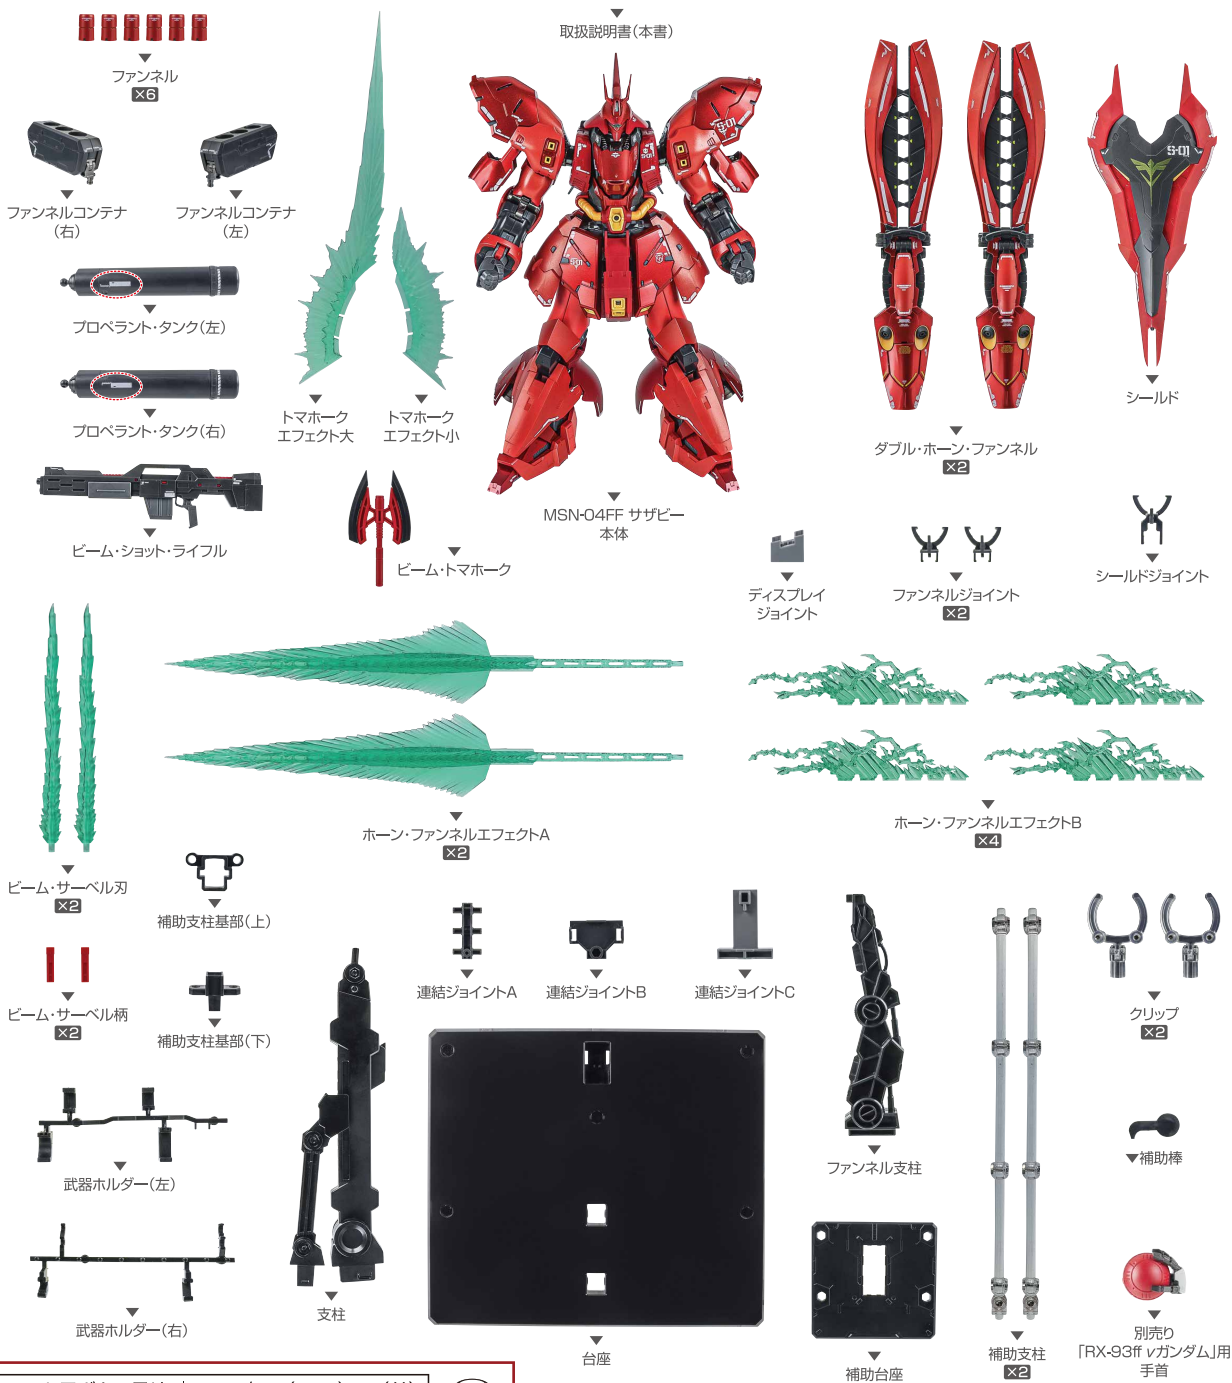 取扱説明書(本書)
ファンネル
×6
ファンネルコンテナ
(右)
ファンネルコンテナ
(左)
プロペラント・タンク(左)
プロペラント・タンク(右)
トマホーク
エフェクト大
トマホーク
エフェクト小
S-01
S-01
MSN-04FF サザビー
本体
ダブル・ホーン・ファンネル
×2
S-01
シールド
ビーム・ショット・ライフル
ビーム・トマホーク
ディスプレイ
ジョイント
ファンネルジョイント
×2
シールドジョイント
ビーム・サーベル刃
×2
ホーン・ファンネルエフェクトA
×2
ホーン・ファンネルエフェクトB
×4
補助支柱基部(上)
ビーム・サーベル柄
×2
補助支柱基部(下)
連結ジョイントA
連結ジョイントB
連結ジョイントC
クリップ
×2
武器ホルダー(左)
武器ホルダー(右)
支柱
台座
ファンネル支柱
補助台座
補助支柱
×2
補助棒
別売り
「RX-93ff νガンダム」用
手首